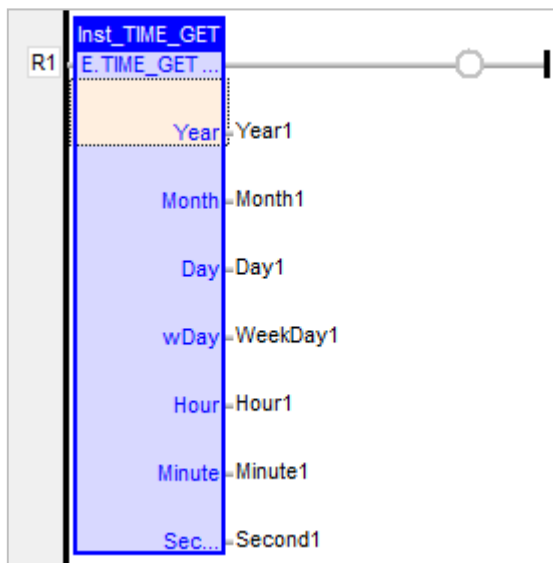 Inst_TIME_GET
R1 E.TIME_GET ...
Year Year1
Month Month1
Day Day1
wDay WeekDay1
Hour Hour1
Minute Minute1
Sec... Second1